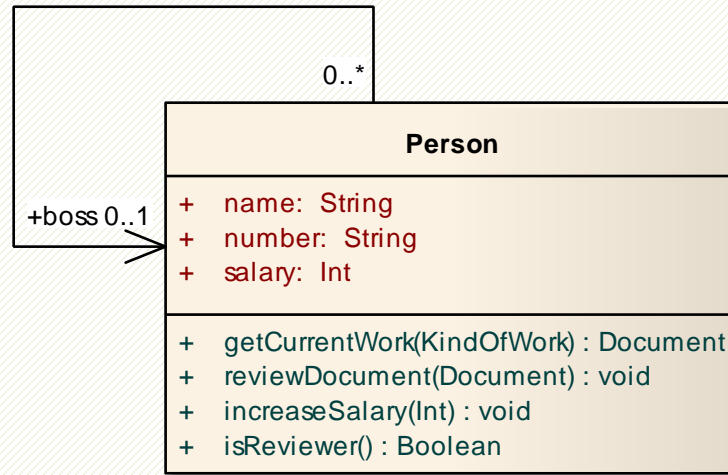 0..*
Person
+boss 0..1
+ name: String
+ number: String
+ salary: Int
+ getCurrentWork(KindOfWork) : Document
+ reviewDocument(Document) : void
+ increaseSalary(Int) : void
+ isReviewer() : Boolean